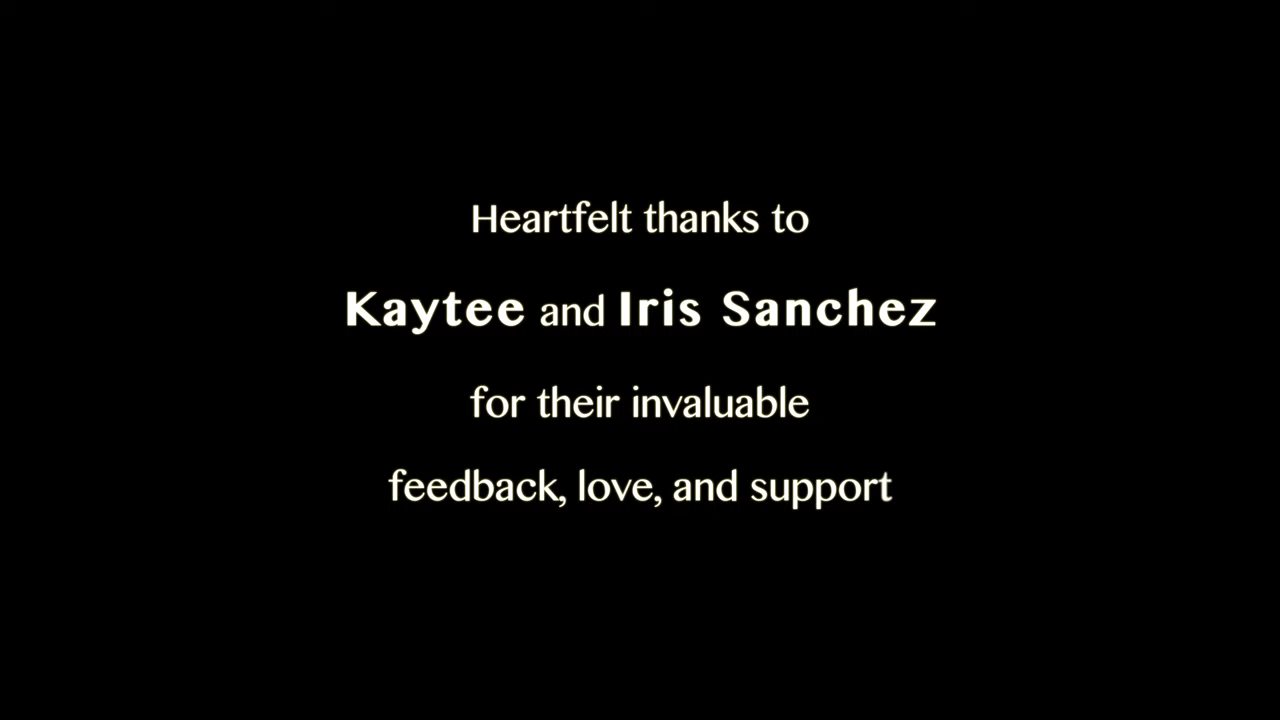 Heartfelt thanks to
Kaytee and Iris Sanchez
for their invaluable
feedback, love, and support